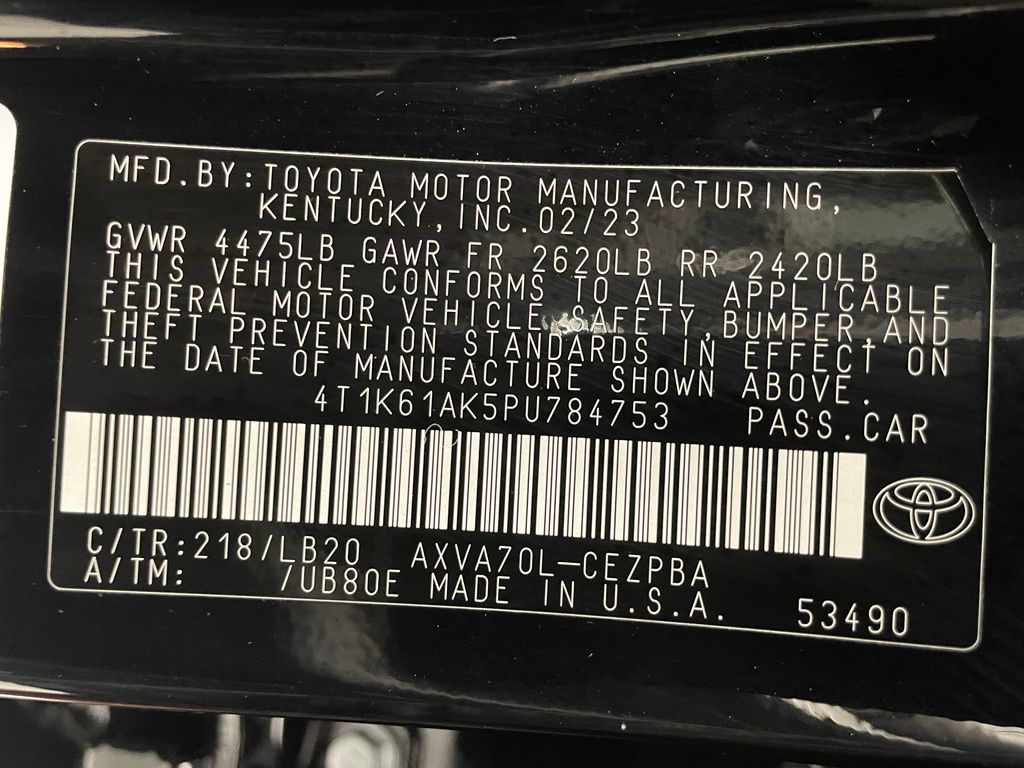 MFD.BY:TOYOTA MOTOR MANUFACTURING,
KENTUCKY,INC.02/23
GVWR 4475LB GAWR FR 2620LB RR 2420LB
THIS VEHICLE CONFORMS TO ALL APPLICABLE
FEDERAL MOTOR VEHICLE SAFETY,BUMPER,AND
THEFT PREVENTION STANDARDS IN EFFECT ON
THE DATE OF MANUFACTURE SHOWN ABOVE.
4T1K61AK5PU784753 PASS.CAR
C/TR:218/LB20 AXVA70L-CEZPBA
A/TM: /UB80E MADE IN U.S.A. 53490